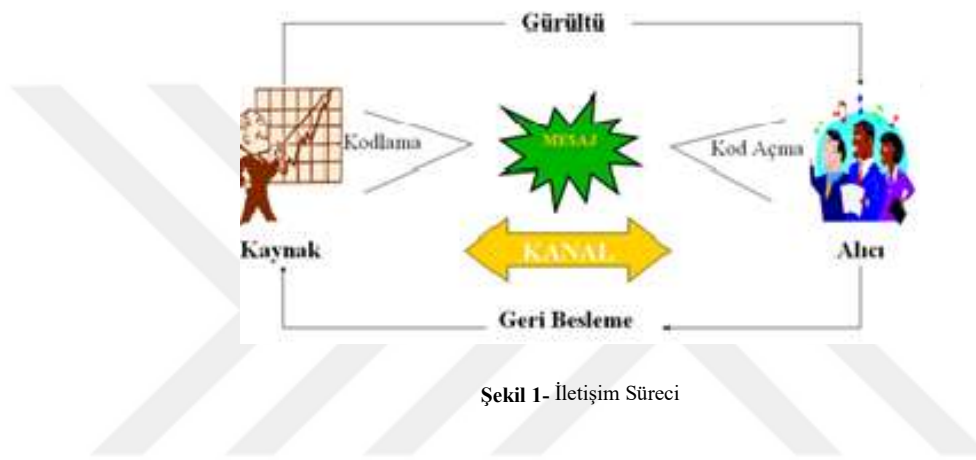 Gürültü
Kodlama
MESAJ
Kod Açma
Kaynak
KANAL
Alıcı
Geri Besleme
Şekil 1- İletişim Süreci